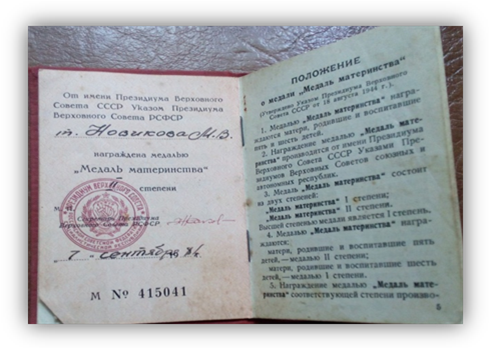 От имени Президиума Верховного
Совета СССР Указом Президиума
Верховного Совета РСФСР
т. Новикова М. В.
награждена медалью
„Медаль материнства"
II степени
Секретарь Президиума
Верховного Совета РСФСР
7 - сентября
М № 415041
ПОЛОЖЕНИЕ
о медали „Медаль материнства"
(Утверждено Указом Президиума Верховного
Совета СССР от 18 августа 1944 г.).
1. Медалью „Медаль материнства" награ-
ждаются матери, родившие и воспитавшие
пять и шесть детей.
2. Награждение медалью „Медаль мате-
ринства" производится от имени Президиума
Верховного Совета СССР Указами Пре-
зидиумов Верховных Советов союзных и
автономных республик.
3. Медаль „Медаль материнства" состоит
из двух степеней:
„Медаль материнства" I степени;
„Медаль материнства" II степени.
Высшей степенью медали является I степень.
4. Медалью „Медаль материнства" награ-
ждаются:
матери, родившие и воспитавшие пять
детей,—медалью II степени;
матери, родившие и воспитавшие шесть
детей,—медалью I степени.
5. Награждение медалью „Медаль мате-
ринства" соответствующей степени произво-
5